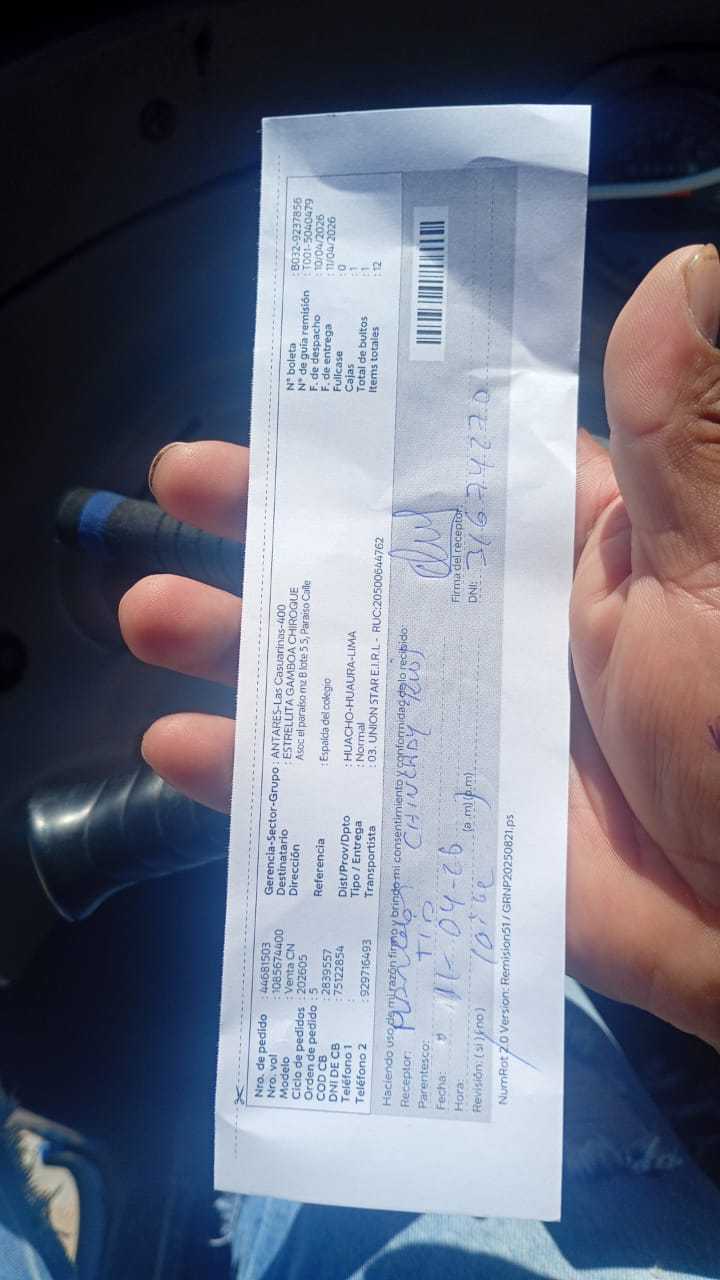 Nro. de pedido : 44681503
Nro. vol : 1085674400
Modelo : Venta CN
Ciclo de pedidos : 202605
Orden de pedido : 5
COD CB : 2839557
DNI DE CB : 75122854
Teléfono 1
Teléfono 2 : 929716493
Gerencia-Sector-Grupo : ANTARES-Las Casuarinas-400
Destinatario : ESTRELLITA GAMBOA CHIROQUE
Dirección Asoc el paraiso mz B lote 5 5, Paraiso Calle
Referencia : Espalda del colegio
Dist/Prov/Dpto : HUACHO-HUAURA-LIMA
Tipo / Entrega : Normal
Transportista : 03. UNION STAR E.I.R.L - RUC:20500644762
N° boleta : B032-9237856
N° de guía remisión : T001-5040479
F. de despacho : 10/04/2026
F. de entrega : 11/04/2026
Fullcase : 0
Cajas : 1
Total de bultos : 1
Items totales : 12
Haciendo uso de mi razón firmo y brindo mi consentimiento y conformidad de lo recibido:
Receptor:
Parentesco: TIO
Fecha: 11-04-26
Hora: (a.m) (p.m)
Revisión: ( si ) ( no )
Firma del receptor
DNI: 31674270
NumRot 2.0 Version: Remision51 / GRNP20250821.ps